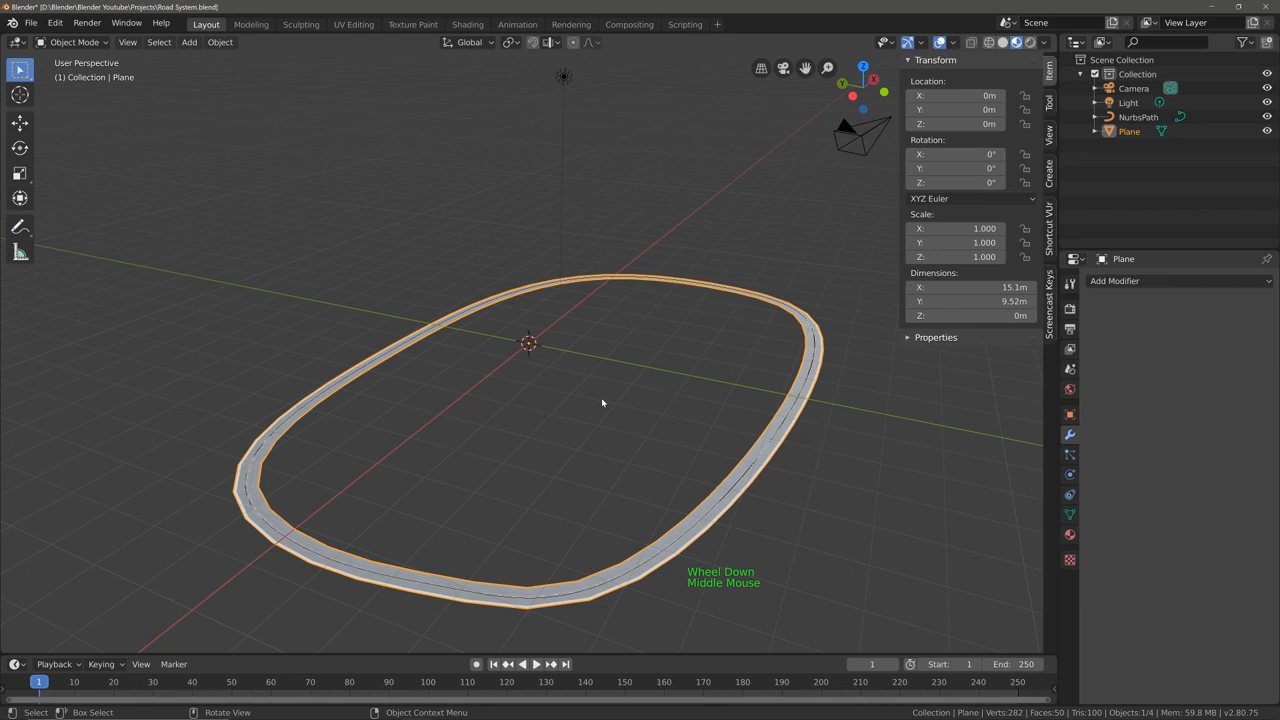 Blender* [D:\Blender\Blender Youtube\Projects\Road System.blend]
File Edit Render Window Help Layout Modeling Sculpting UV Editing Texture Paint Shading Animation Rendering Compositing Scripting Scene View Layer
Object Mode View Select Add Object Global
User Perspective
(1) Collection | Plane
Z
X
Y
Transform
Location:
X: 0m
Y: 0m
Z: 0m
Rotation:
X: 0°
Y: 0°
Z: 0°
XYZ Euler
Scale:
X: 1.000
Y: 1.000
Z: 1.000
Dimensions:
X: 15.1m
Y: 9.52m
Z: 0m
Properties
Item
Tool
View
Create
Shortcut VUr
Screencast Keys
Scene Collection
Collection
Camera
Light
NurbsPath
Plane
Plane
Add Modifier
Wheel Down
Middle Mouse
Playback Keying View Marker 1 Start: 1 End: 250
1 10 20 30 40 50 60 70 80 90 100 110 120 130 140 150 160 170 180 190 200 210 220 230 240 250
Select Box Select Rotate View Object Context Menu Collection | Plane | Verts:282 | Faces:50 | Tris:100 | Objects:1/4 | Mem: 59.8 MB | v2.80.75